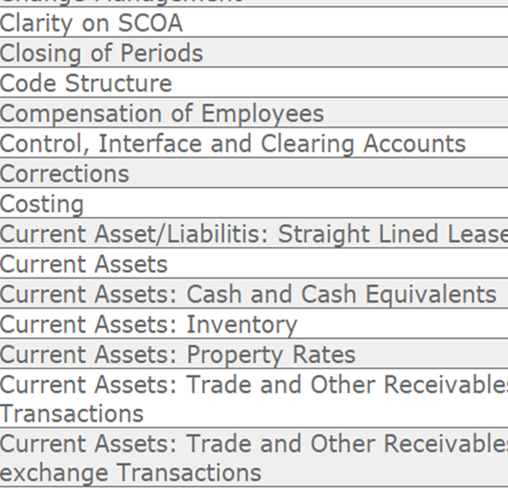 Change Management
Clarity on SCOA
Closing of Periods
Code Structure
Compensation of Employees
Control, Interface and Clearing Accounts
Corrections
Costing
Current Asset/Liabilitis: Straight Lined Lease
Current Assets
Current Assets: Cash and Cash Equivalents
Current Assets: Inventory
Current Assets: Property Rates
Current Assets: Trade and Other Receivables
Transactions
Current Assets: Trade and Other Receivables
exchange Transactions